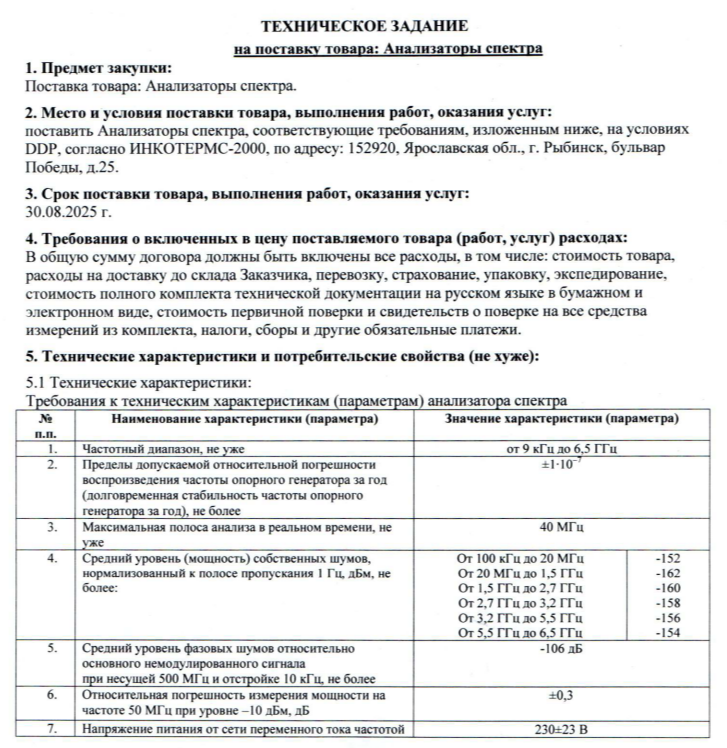 ТЕХНИЧЕСКОЕ ЗАДАНИЕ
на поставку товара: Анализаторы спектра
1. Предмет закупки:
Поставка товара: Анализаторы спектра.
2. Место и условия поставки товара, выполнения работ, оказания услуг:
поставить Анализаторы спектра, соответствующие требованиям, изложенным ниже, на условиях
DDP, согласно ИНКОТЕРМС-2000, по адресу: 152920, Ярославская обл., г. Рыбинск, бульвар
Победы, д.25.
3. Срок поставки товара, выполнения работ, оказания услуг:
30.08.2025 г.
4. Требования о включенных в цену поставляемого товара (работ, услуг) расходах:
В общую сумму договора должны быть включены все расходы, в том числе: стоимость товара,
расходы на доставку до склада Заказчика, перевозку, страхование, упаковку, экспедирование,
стоимость полного комплекта технической документации на русском языке в бумажном и
электронном виде, стоимость первичной поверки и свидетельств о поверке на все средства
измерений из комплекта, налоги, сборы и другие обязательные платежи.
5. Технические характеристики и потребительские свойства (не хуже):
5.1 Технические характеристики:
Требования к техническим характеристикам (параметрам) анализатора спектра
№ п.п. Наименование характеристики (параметра) Значение характеристики (параметра)
1. Частотный диапазон, не уже от 9 кГц до 6,5 ГГц
2. Пределы допускаемой относительной погрешности ±1·10⁻⁷
воспроизведения частоты опорного генератора за год
(долговременная стабильность частоты опорного
генератора за год), не более
3. Максимальная полоса анализа в реальном времени, не 40 МГц
уже
4. Средний уровень (мощность) собственных шумов, От 100 кГц до 20 МГц -152
нормализованный к полосе пропускания 1 Гц, дБм, не От 20 МГц до 1,5 ГГц -162
более: От 1,5 ГГц до 2,7 ГГц -160
От 2,7 ГГц до 3,2 ГГц -158
От 3,2 ГГц до 5,5 ГГц -156
От 5,5 ГГц до 6,5 ГГц -154
5. Средний уровень фазовых шумов относительно -106 дБ
основного немодулированного сигнала
при несущей 500 МГц и отстройке 10 кГц, не более
6. Относительная погрешность измерения мощности на ±0,3
частоте 50 МГц при уровне –10 дБм, дБ
7. Напряжение питания от сети переменного тока частотой 230±23 В